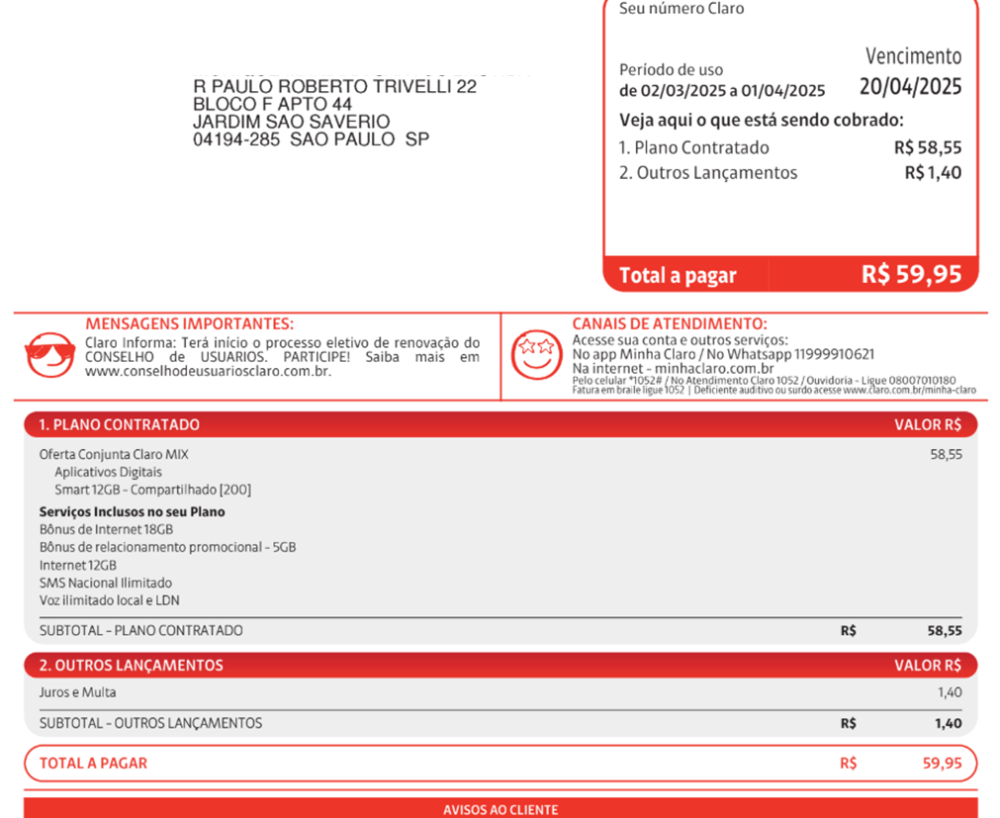 Seu número Claro
Vencimento
Período de uso
de 02/03/2025 a 01/04/2025
20/04/2025
Veja aqui o que está sendo cobrado:
1. Plano Contratado R$ 58,55
2. Outros Lançamentos R$ 1,40
Total a pagar R$ 59,95
R PAULO ROBERTO TRIVELLI 22
BLOCO F APTO 44
JARDIM SAO SAVERIO
04194-285 SAO PAULO SP
MENSAGENS IMPORTANTES:
Claro Informa: Terá início o processo eletivo de renovação do
CONSELHO de USUARIOS. PARTICIPE! Saiba mais em
www.conselhodeusuariosclaro.com.br.
CANAIS DE ATENDIMENTO:
Acesse sua conta e outros serviços:
No app Minha Claro / No Whatsapp 11999910621
Na internet - minhaclaro.com.br
Pelo celular *1052# / No Atendimento Claro 1052 / Ouvidoria - Ligue 08007010180
Fatura em braile ligue 1052 | Deficiente auditivo ou surdo acesse www.claro.com.br/minha-claro
1. PLANO CONTRATADO VALOR R$
Oferta Conjunta Claro MIX 58,55
Aplicativos Digitais
Smart 12GB - Compartilhado [200]
Serviços Inclusos no seu Plano
Bônus de Internet 18GB
Bônus de relacionamento promocional - 5GB
Internet 12GB
SMS Nacional Ilimitado
Voz ilimitado local e LDN
SUBTOTAL - PLANO CONTRATADO R$ 58,55
2. OUTROS LANÇAMENTOS VALOR R$
Juros e Multa 1,40
SUBTOTAL - OUTROS LANÇAMENTOS R$ 1,40
TOTAL A PAGAR R$ 59,95
AVISOS AO CLIENTE